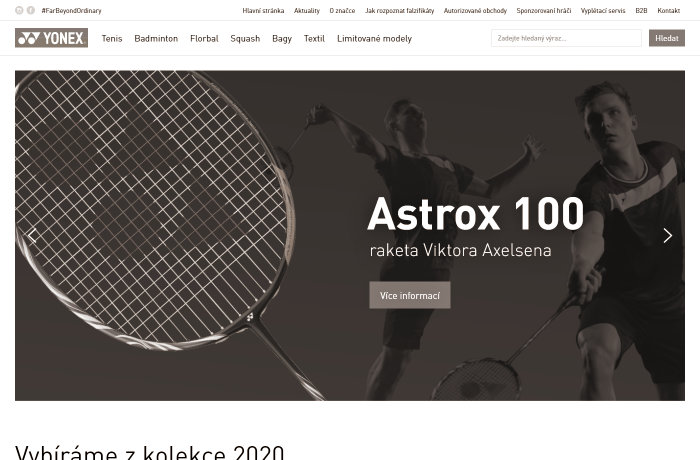 #FarBeyondOrdinary
Hlavní stránka Aktuality O značce Jak rozpoznat falzifikáty Autorizované obchody Sponzorovaní hráči Vyplétací servis B2B Kontakt
YONEX Tenis Badminton Florbal Squash Bagy Textil Limitované modely
Zadejte hledaný výraz... Hledat
Astrox 100
raketa Viktora Axelsena
Více informací
Vybíráme z kolekce 2020